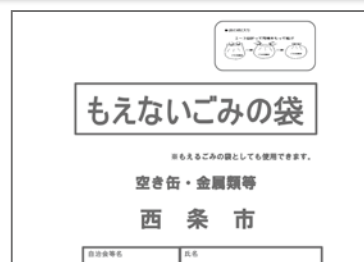 もえないごみの袋
※もえるごみの袋としても使用できます。
空き缶・金属類等
西条市
自治会等名
氏名